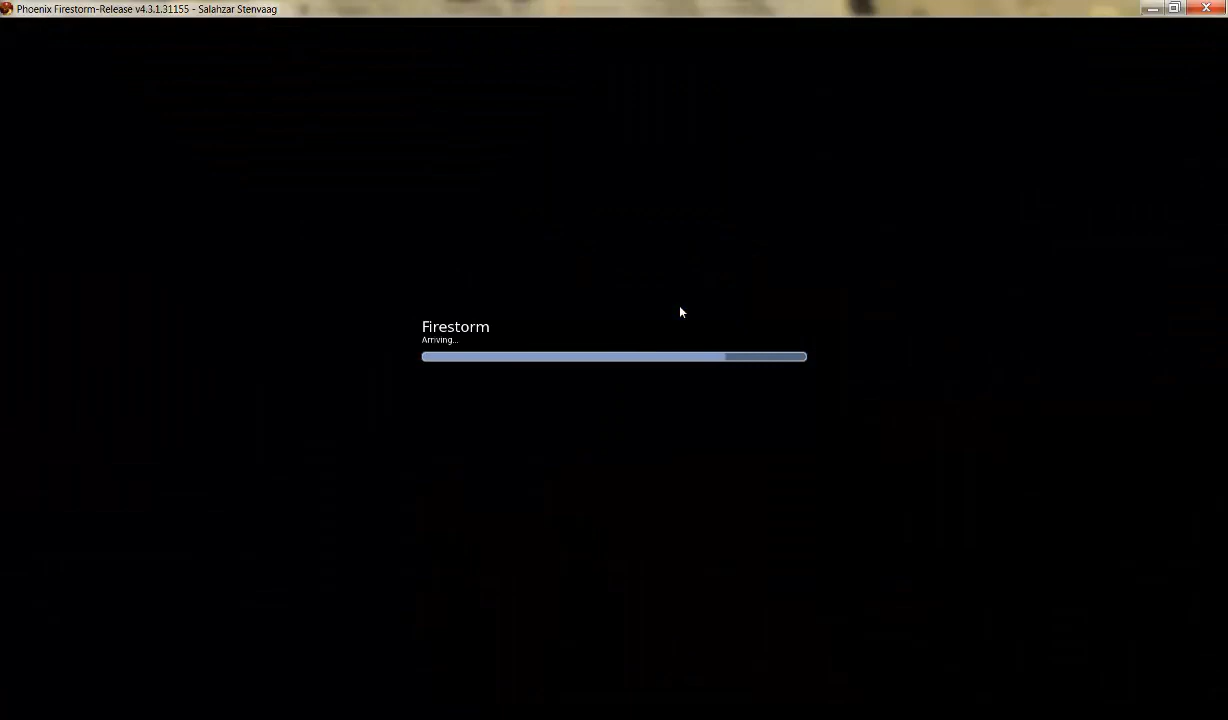 Phoenix Firestorm-Release v4.3.1.31155 - Salahzar Stenvaag
Firestorm
Arriving...